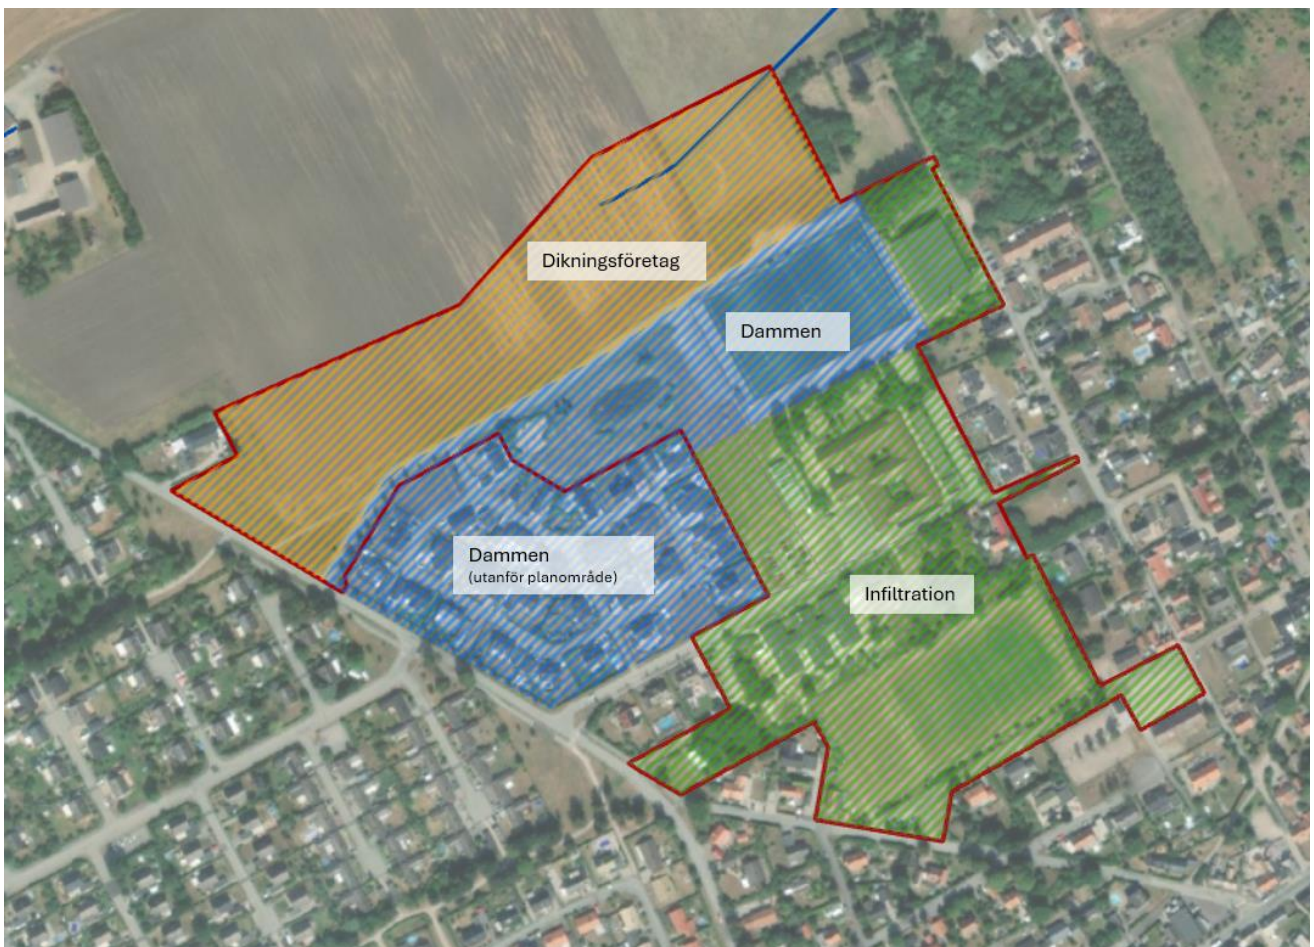 Dikningsföretag
Dammen
Dammen
(utanför planområde)
Infiltration